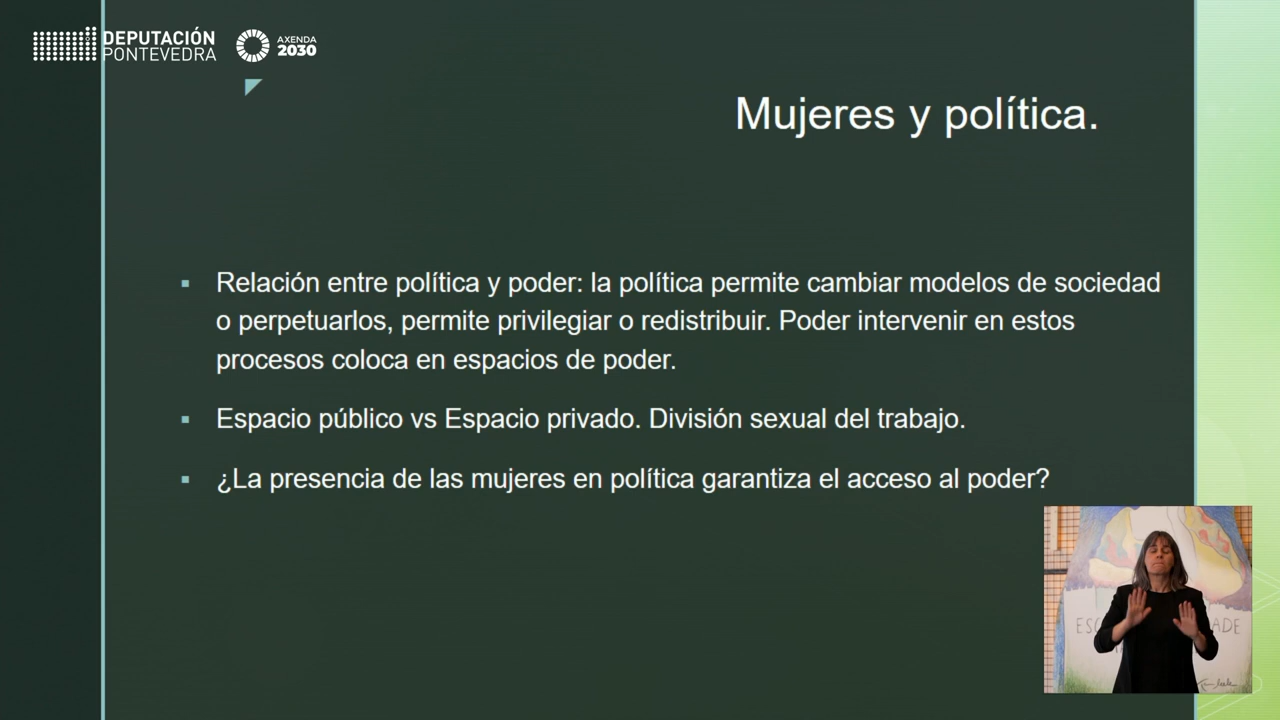 DEPUTACIÓN
PONTEVEDRA
AXENDA
2030
Mujeres y política.
Relación entre política y poder: la política permite cambiar modelos de sociedad
o perpetuarlos, permite privilegiar o redistribuir. Poder intervenir en estos
procesos coloca en espacios de poder.
Espacio público vs Espacio privado. División sexual del trabajo.
¿La presencia de las mujeres en política garantiza el acceso al poder?